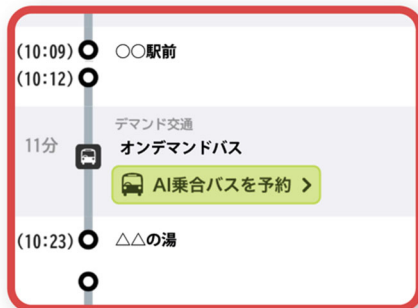 (10:09) ○○駅前
(10:12)
デマンド交通
11分 オンデマンドバス
AI乗合バスを予約 >
(10:23) △△の湯